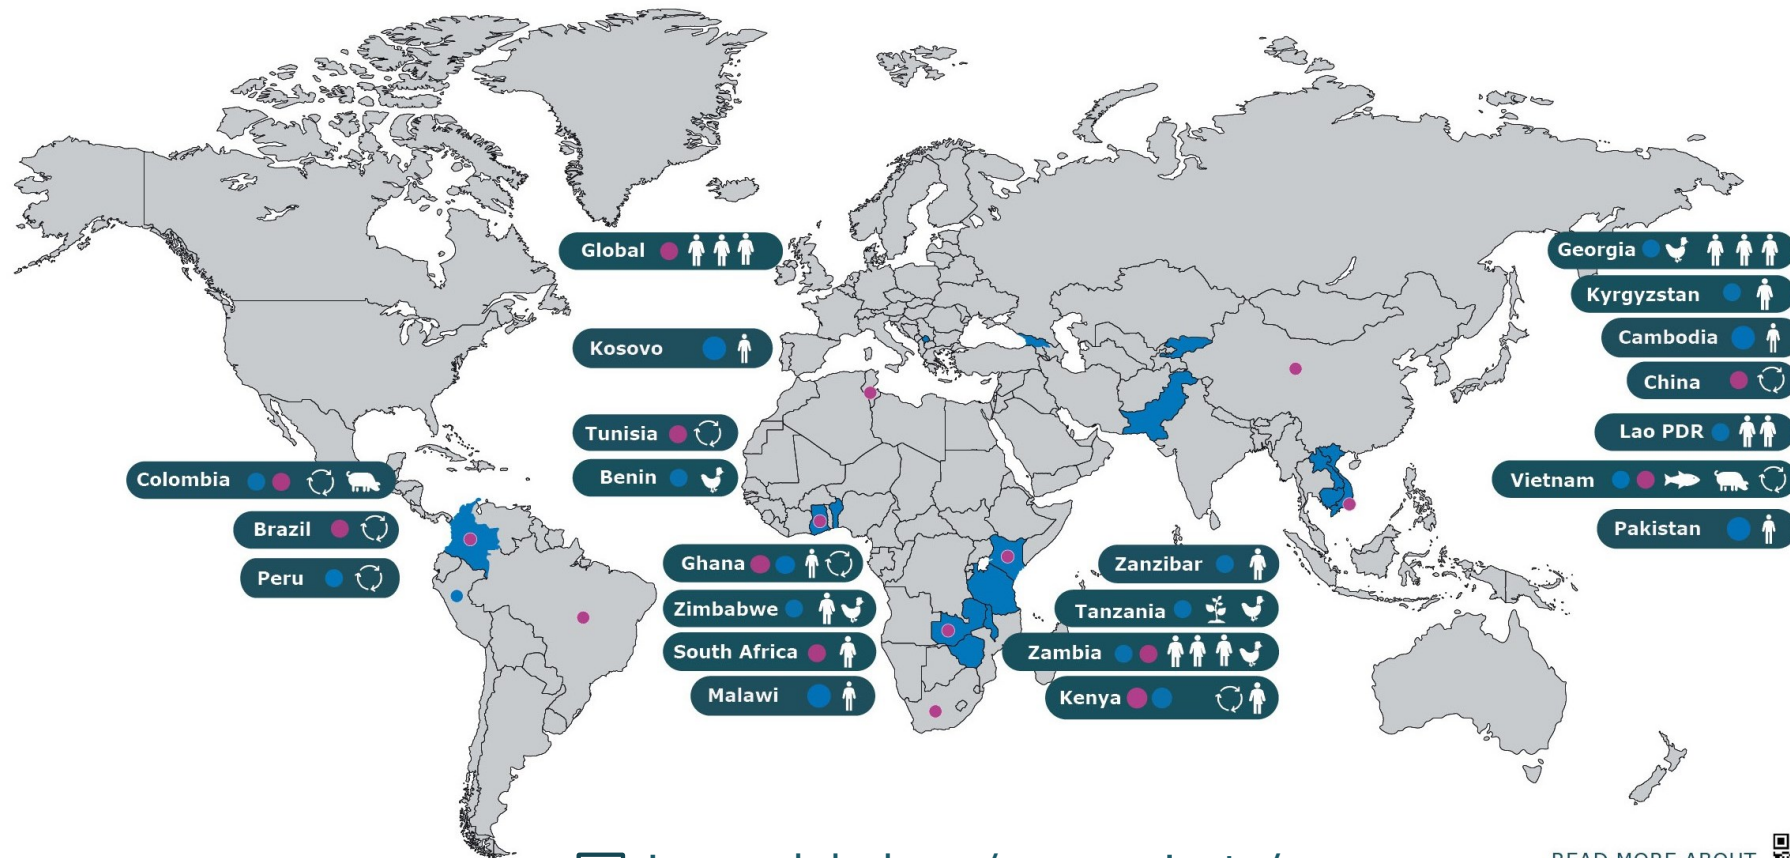 Global
Georgia
Kyrgyzstan
Kosovo
Cambodia
China
Tunisia
Lao PDR
Colombia
Benin
Vietnam
Brazil
Pakistan
Peru
Ghana
Zanzibar
Zimbabwe
Tanzania
South Africa
Zambia
Malawi
Kenya
READ MORE ABOUT